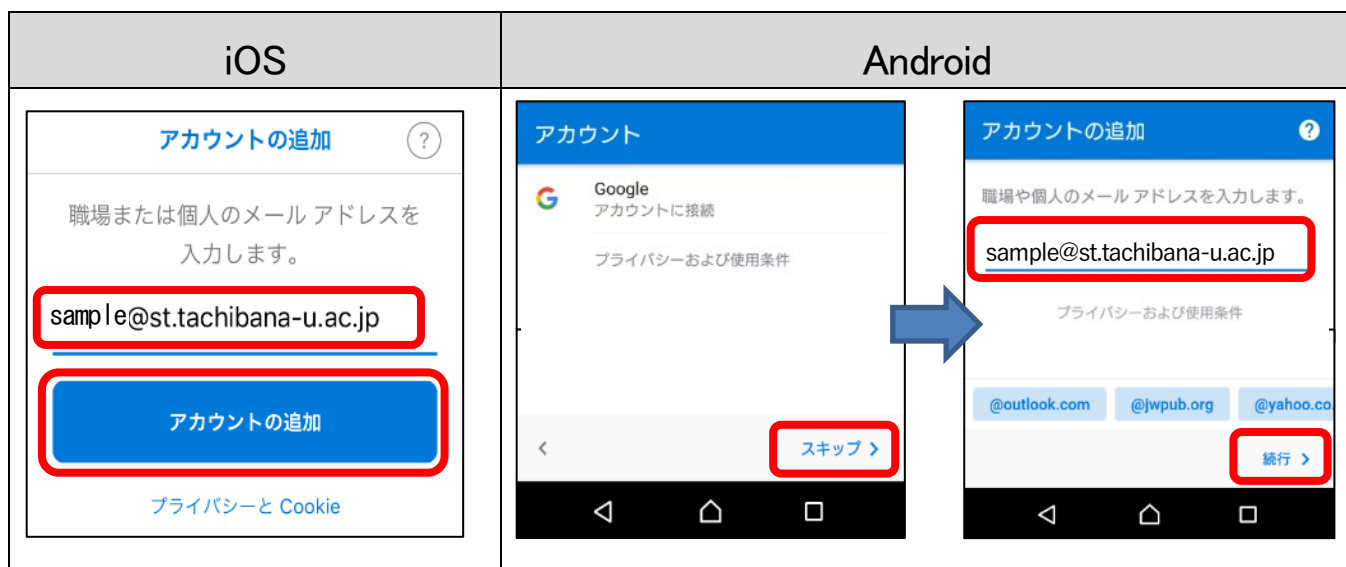 iOS
Android
アカウントの追加
?
職場または個人のメール アドレスを
入力します。
sample@st.tachibana-u.ac.jp
アカウントの追加
プライバシーと Cookie
アカウント
Google
アカウントに接続
プライバシーおよび使用条件
スキップ
アカウントの追加
?
職場や個人のメール アドレスを入力します。
sample@st.tachibana-u.ac.jp
プライバシーおよび使用条件
@outlook.com
@jwpub.org
@yahoo.co
続行